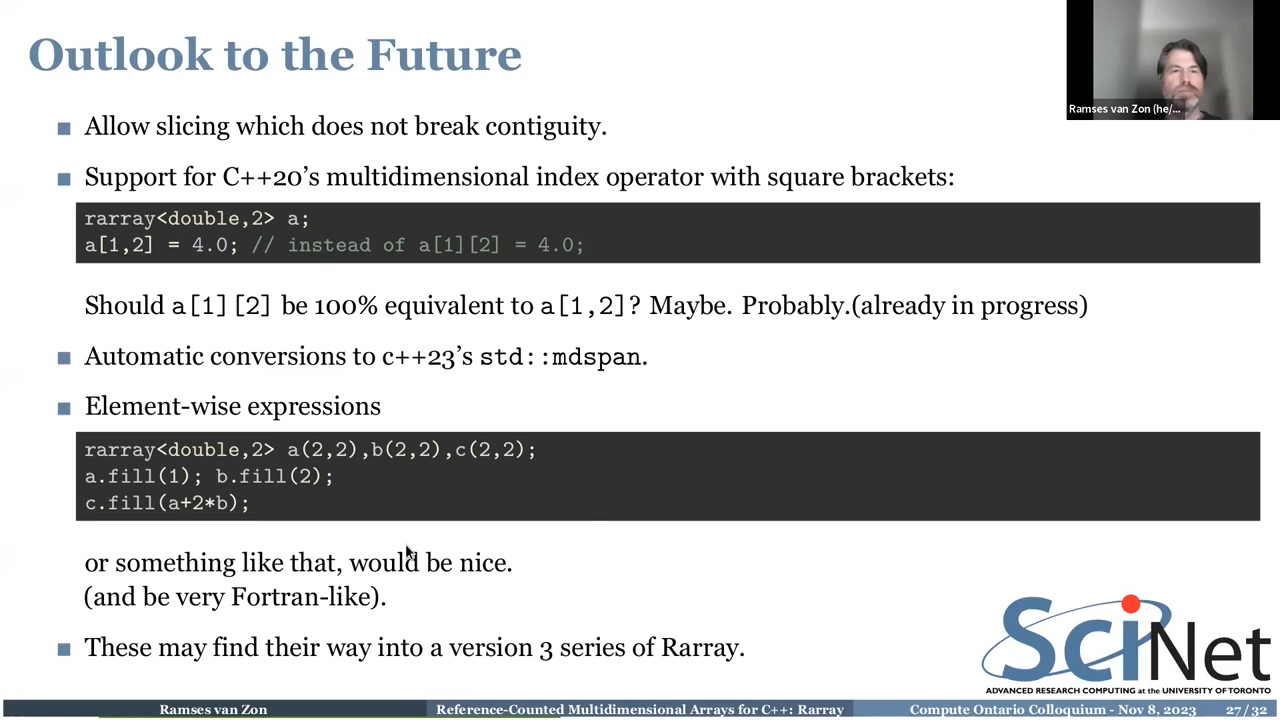 Outlook to the Future
Ramses van Zon (he/...
Allow slicing which does not break contiguity.
Support for C++20's multidimensional index operator with square brackets:
rarray<double,2> a;
a[1,2] = 4.0; // instead of a[1][2] = 4.0;
Should a[1][2] be 100% equivalent to a[1,2]? Maybe. Probably.(already in progress)
Automatic conversions to c++23's std::mdspan.
Element-wise expressions
rarray<double,2> a(2,2),b(2,2),c(2,2);
a.fill(1); b.fill(2);
c.fill(a+2*b);
or something like that, would be nice.
(and be very Fortran-like).
These may find their way into a version 3 series of Rarray.
SciNet
ADVANCED RESEARCH COMPUTING at the UNIVERSITY OF TORONTO
Ramses van Zon
Reference-Counted Multidimensional Arrays for C++: Rarray
Compute Ontario Colloquium - Nov 8, 2023
27/32